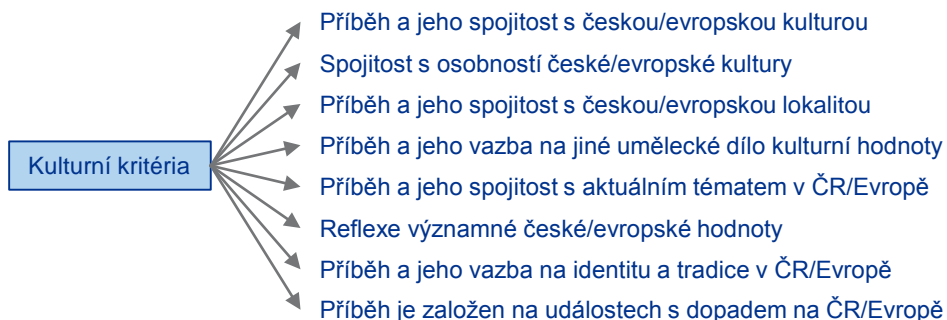 Příběh a jeho spojitost s českou/evropskou kulturou
Spojitost s osobností české/evropské kultury
Příběh a jeho spojitost s českou/evropskou lokalitou
Příběh a jeho vazba na jiné umělecké dílo kulturní hodnoty
Kulturní kritéria
Příběh a jeho spojitost s aktuálním tématem v ČR/Evropě
Reflexe významné české/evropské hodnoty
Příběh a jeho vazba na identitu a tradice v ČR/Evropě
Příběh je založen na událostech s dopadem na ČR/Evropě